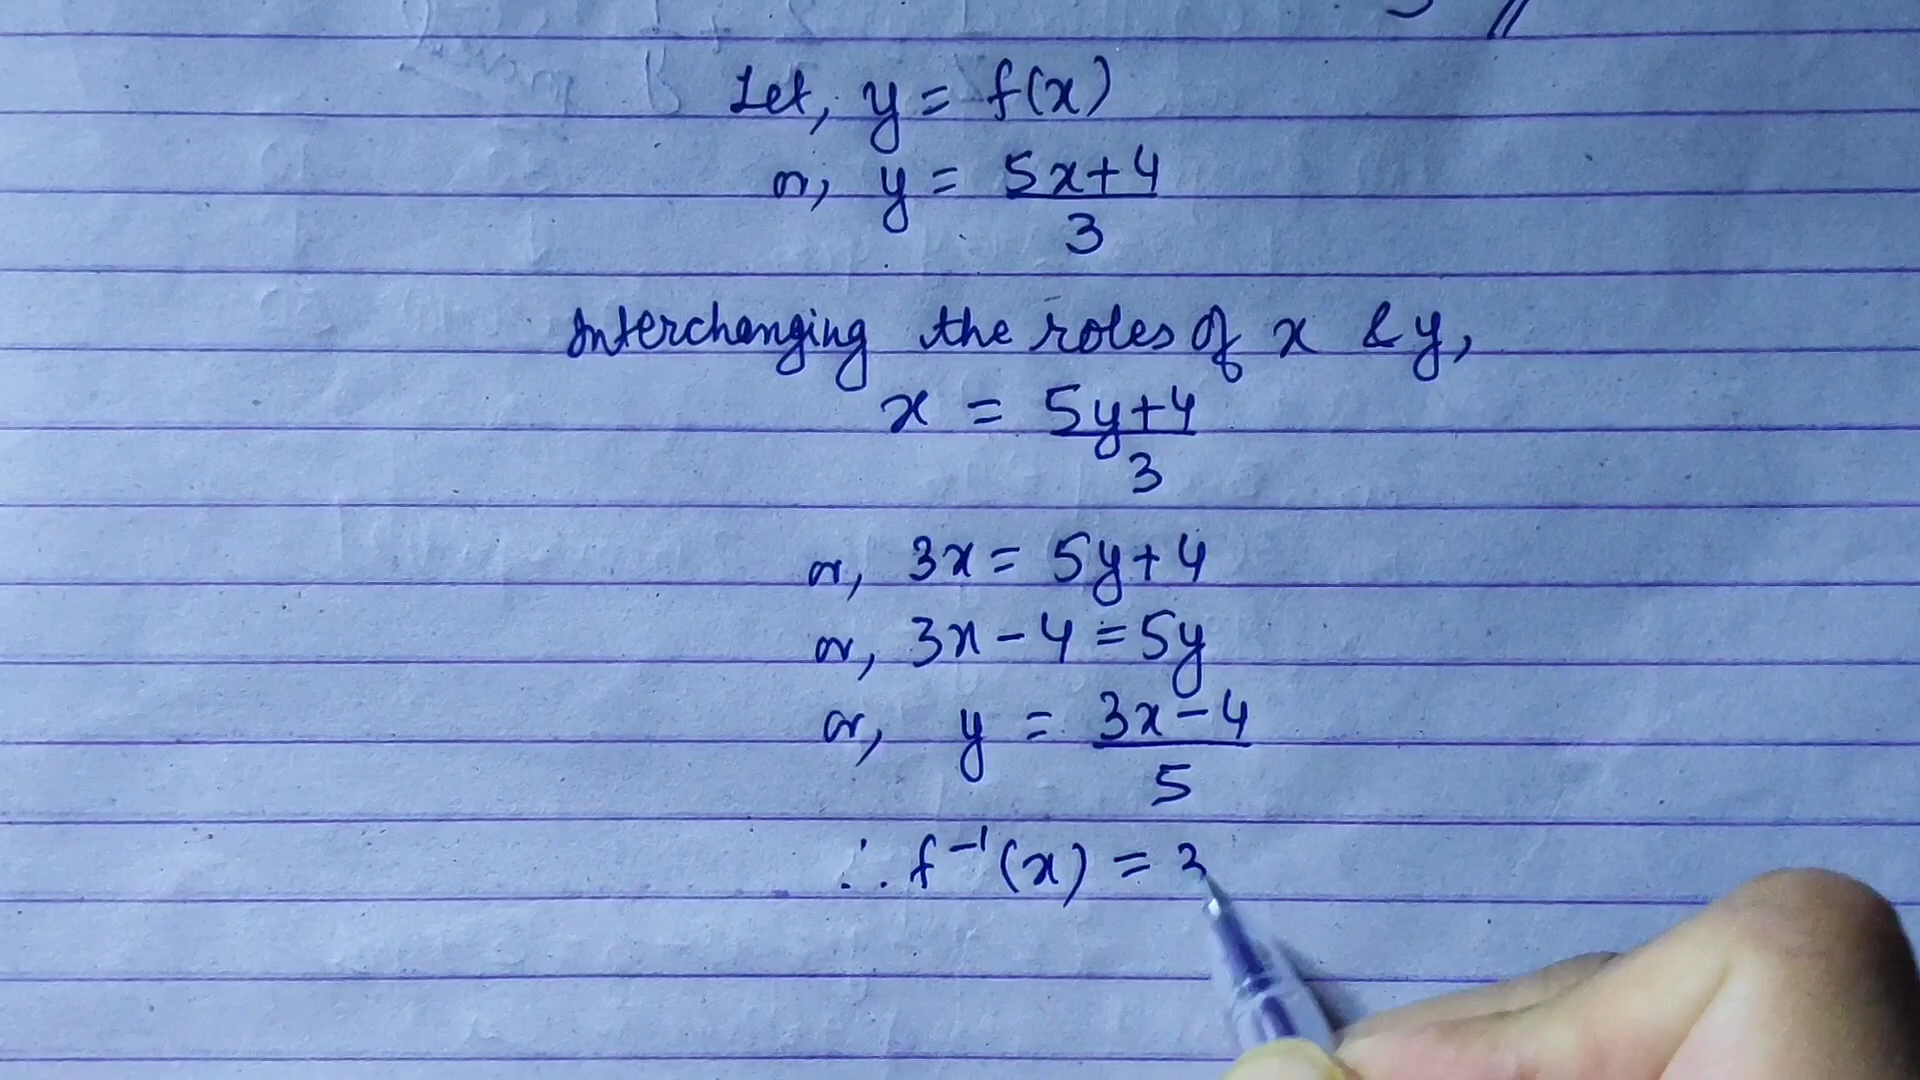 Let, y = f(x)
or, y = 5x+4
3
Interchanging the roles of x & y,
x = 5y+4
3
or, 3x = 5y+4
or, 3x-4 = 5y
or, y = 3x-4
5
∴ f⁻¹(x) = 3